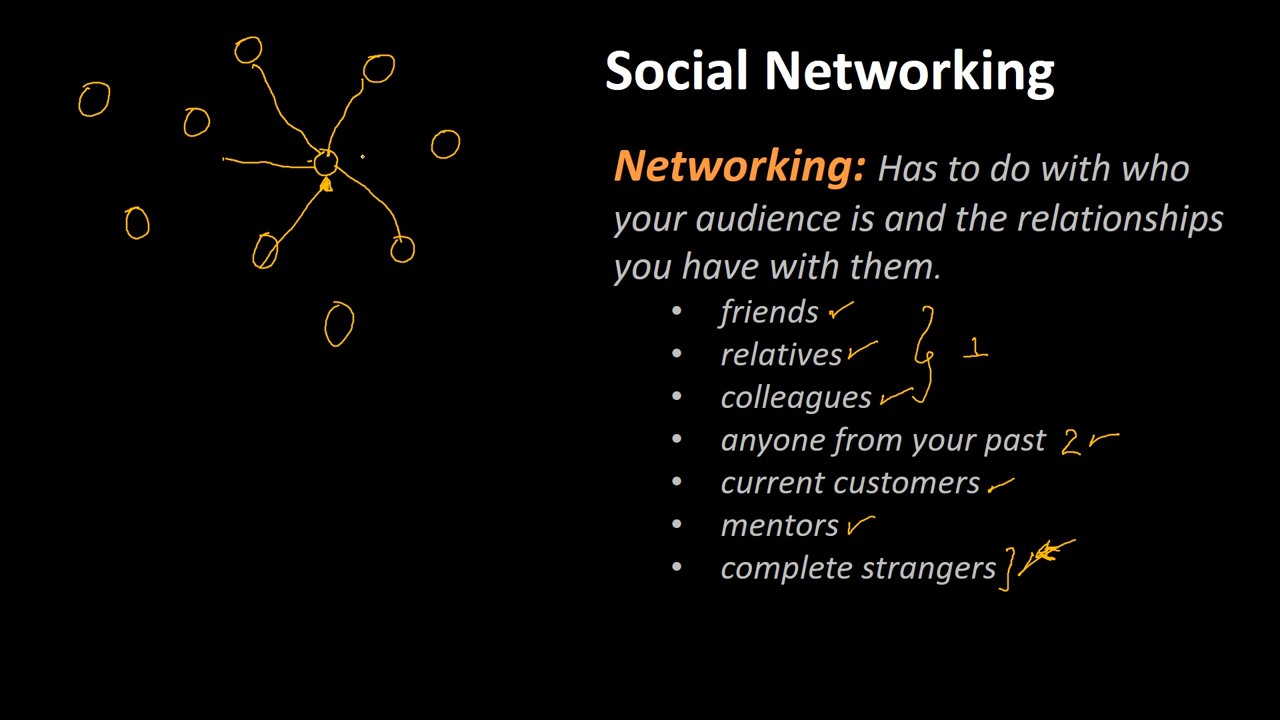 Social Networking
Networking: Has to do with who
your audience is and the relationships
you have with them.
• friends
• relatives
• colleagues
1
• anyone from your past 2
• current customers
• mentors
• complete strangers